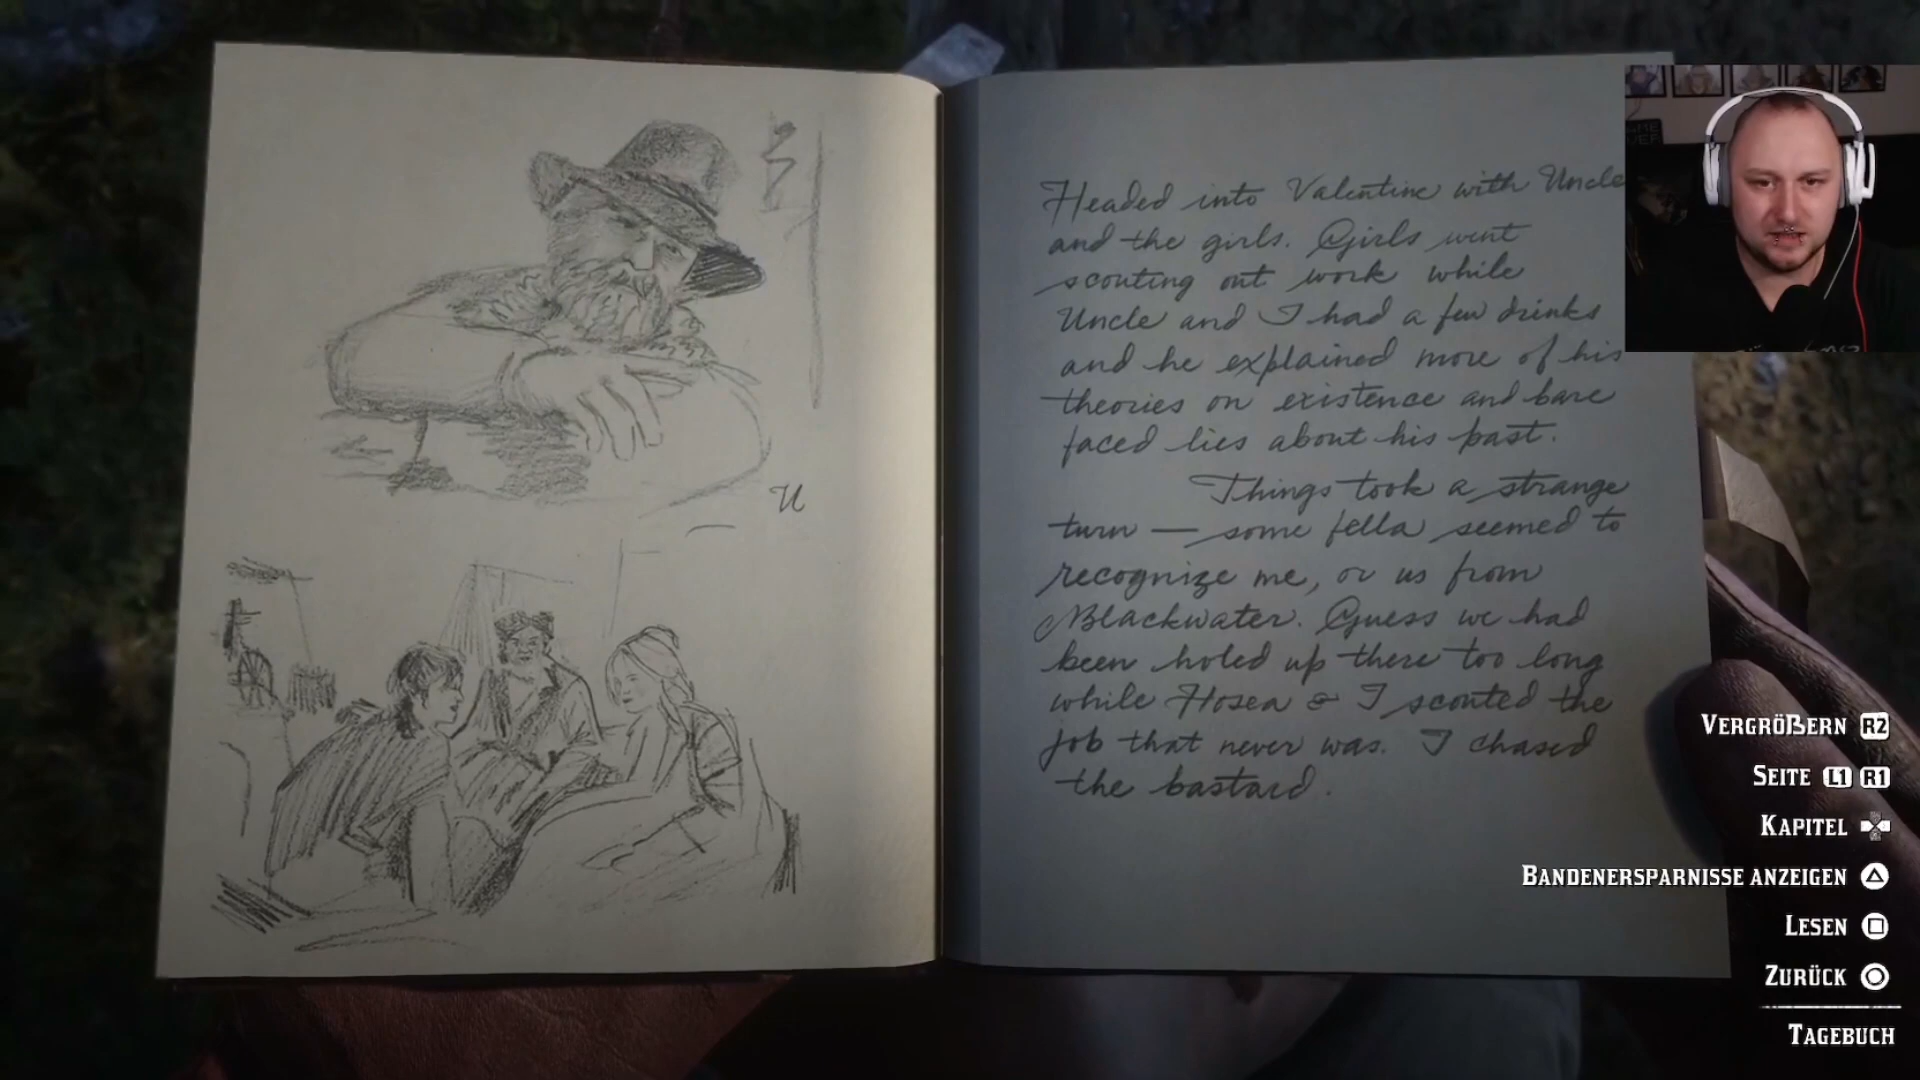 Headed into Valentine with Uncle
and the girls. Girls went
scouting out work while
Uncle and I had a few drinks
and he explained more of his
theories on existence and bare
faced lies about his past.
Things took a strange
turn — some fella seemed to
recognize me, or us from
Blackwater. Guess we had
been holed up there too long
while Hosea & I scouted the
job that never was. I chased
the bastard.
U
VERGRÖẞERN R2
SEITE L1 R1
KAPITEL
BANDENERSPARNISSE ANZEIGEN
LESEN
ZURÜCK
TAGEBUCH